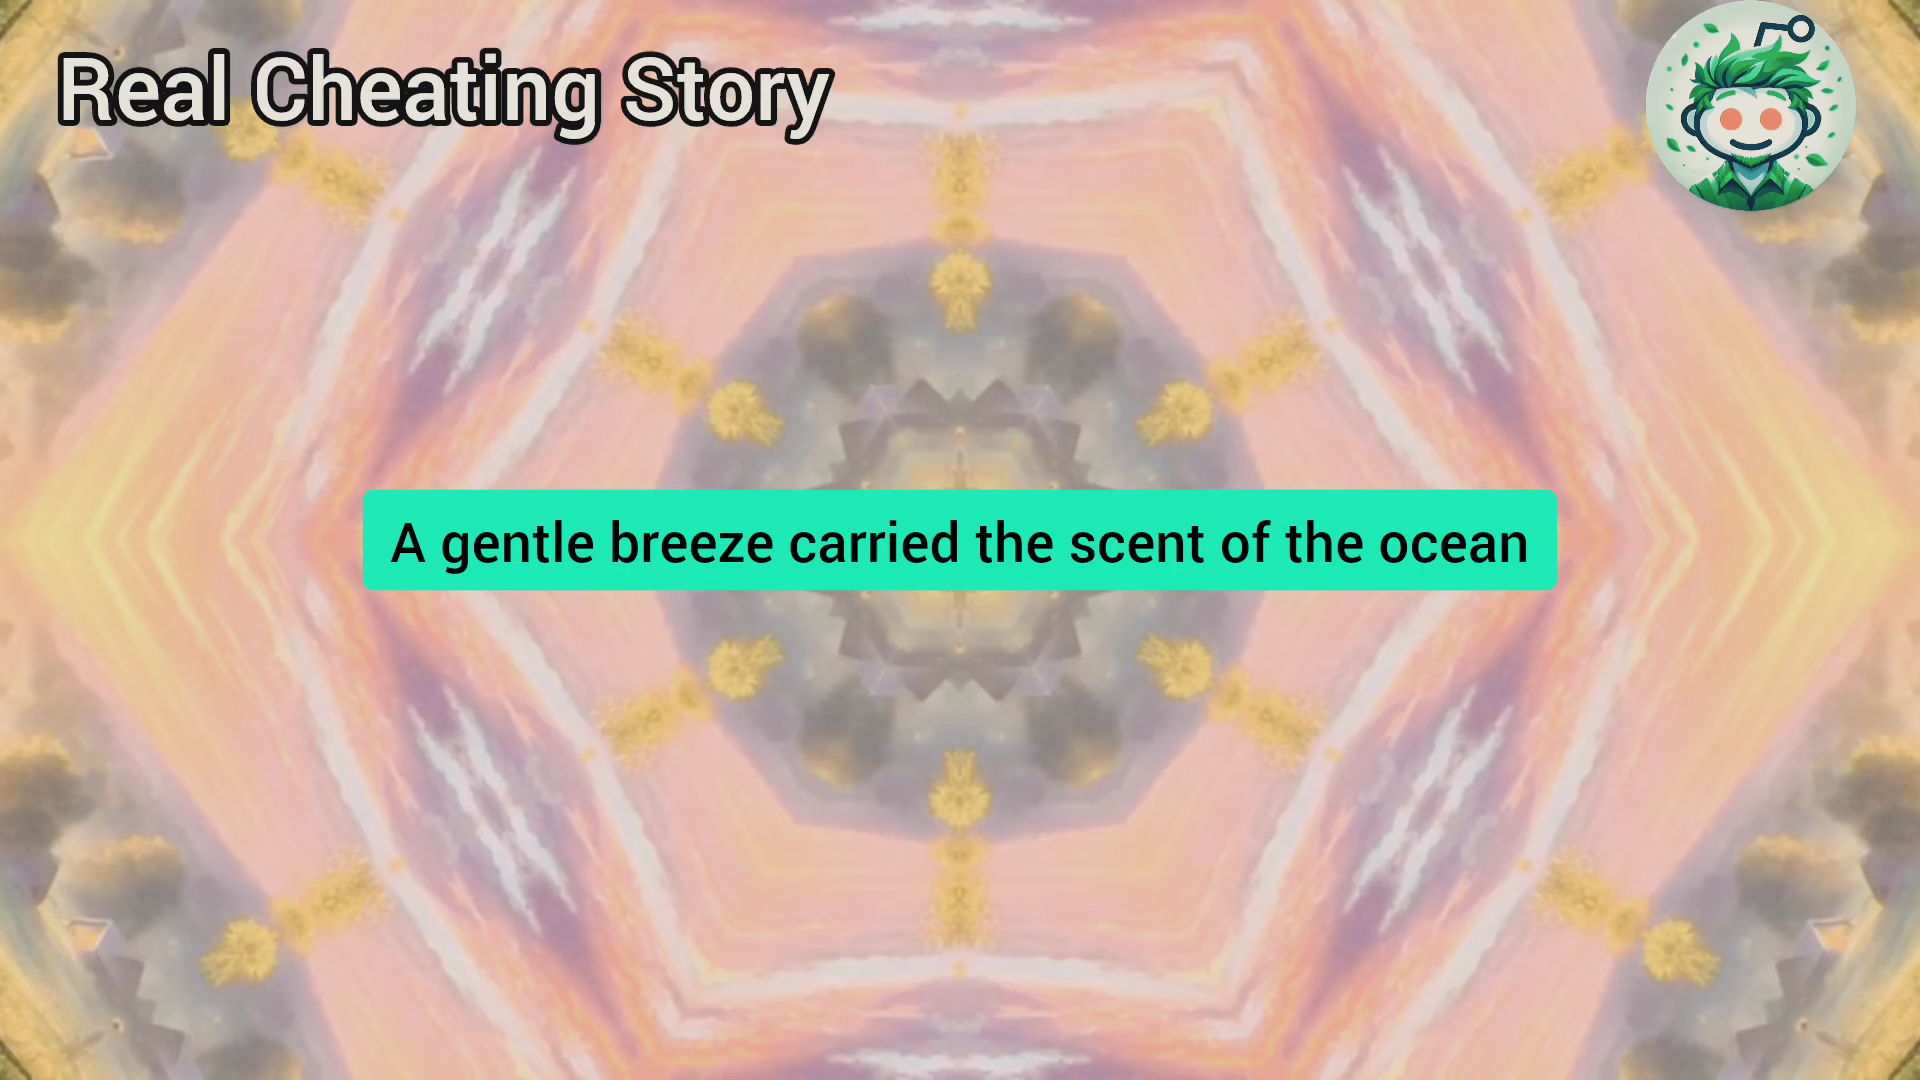 Real Cheating Story
A gentle breeze carried the scent of the ocean